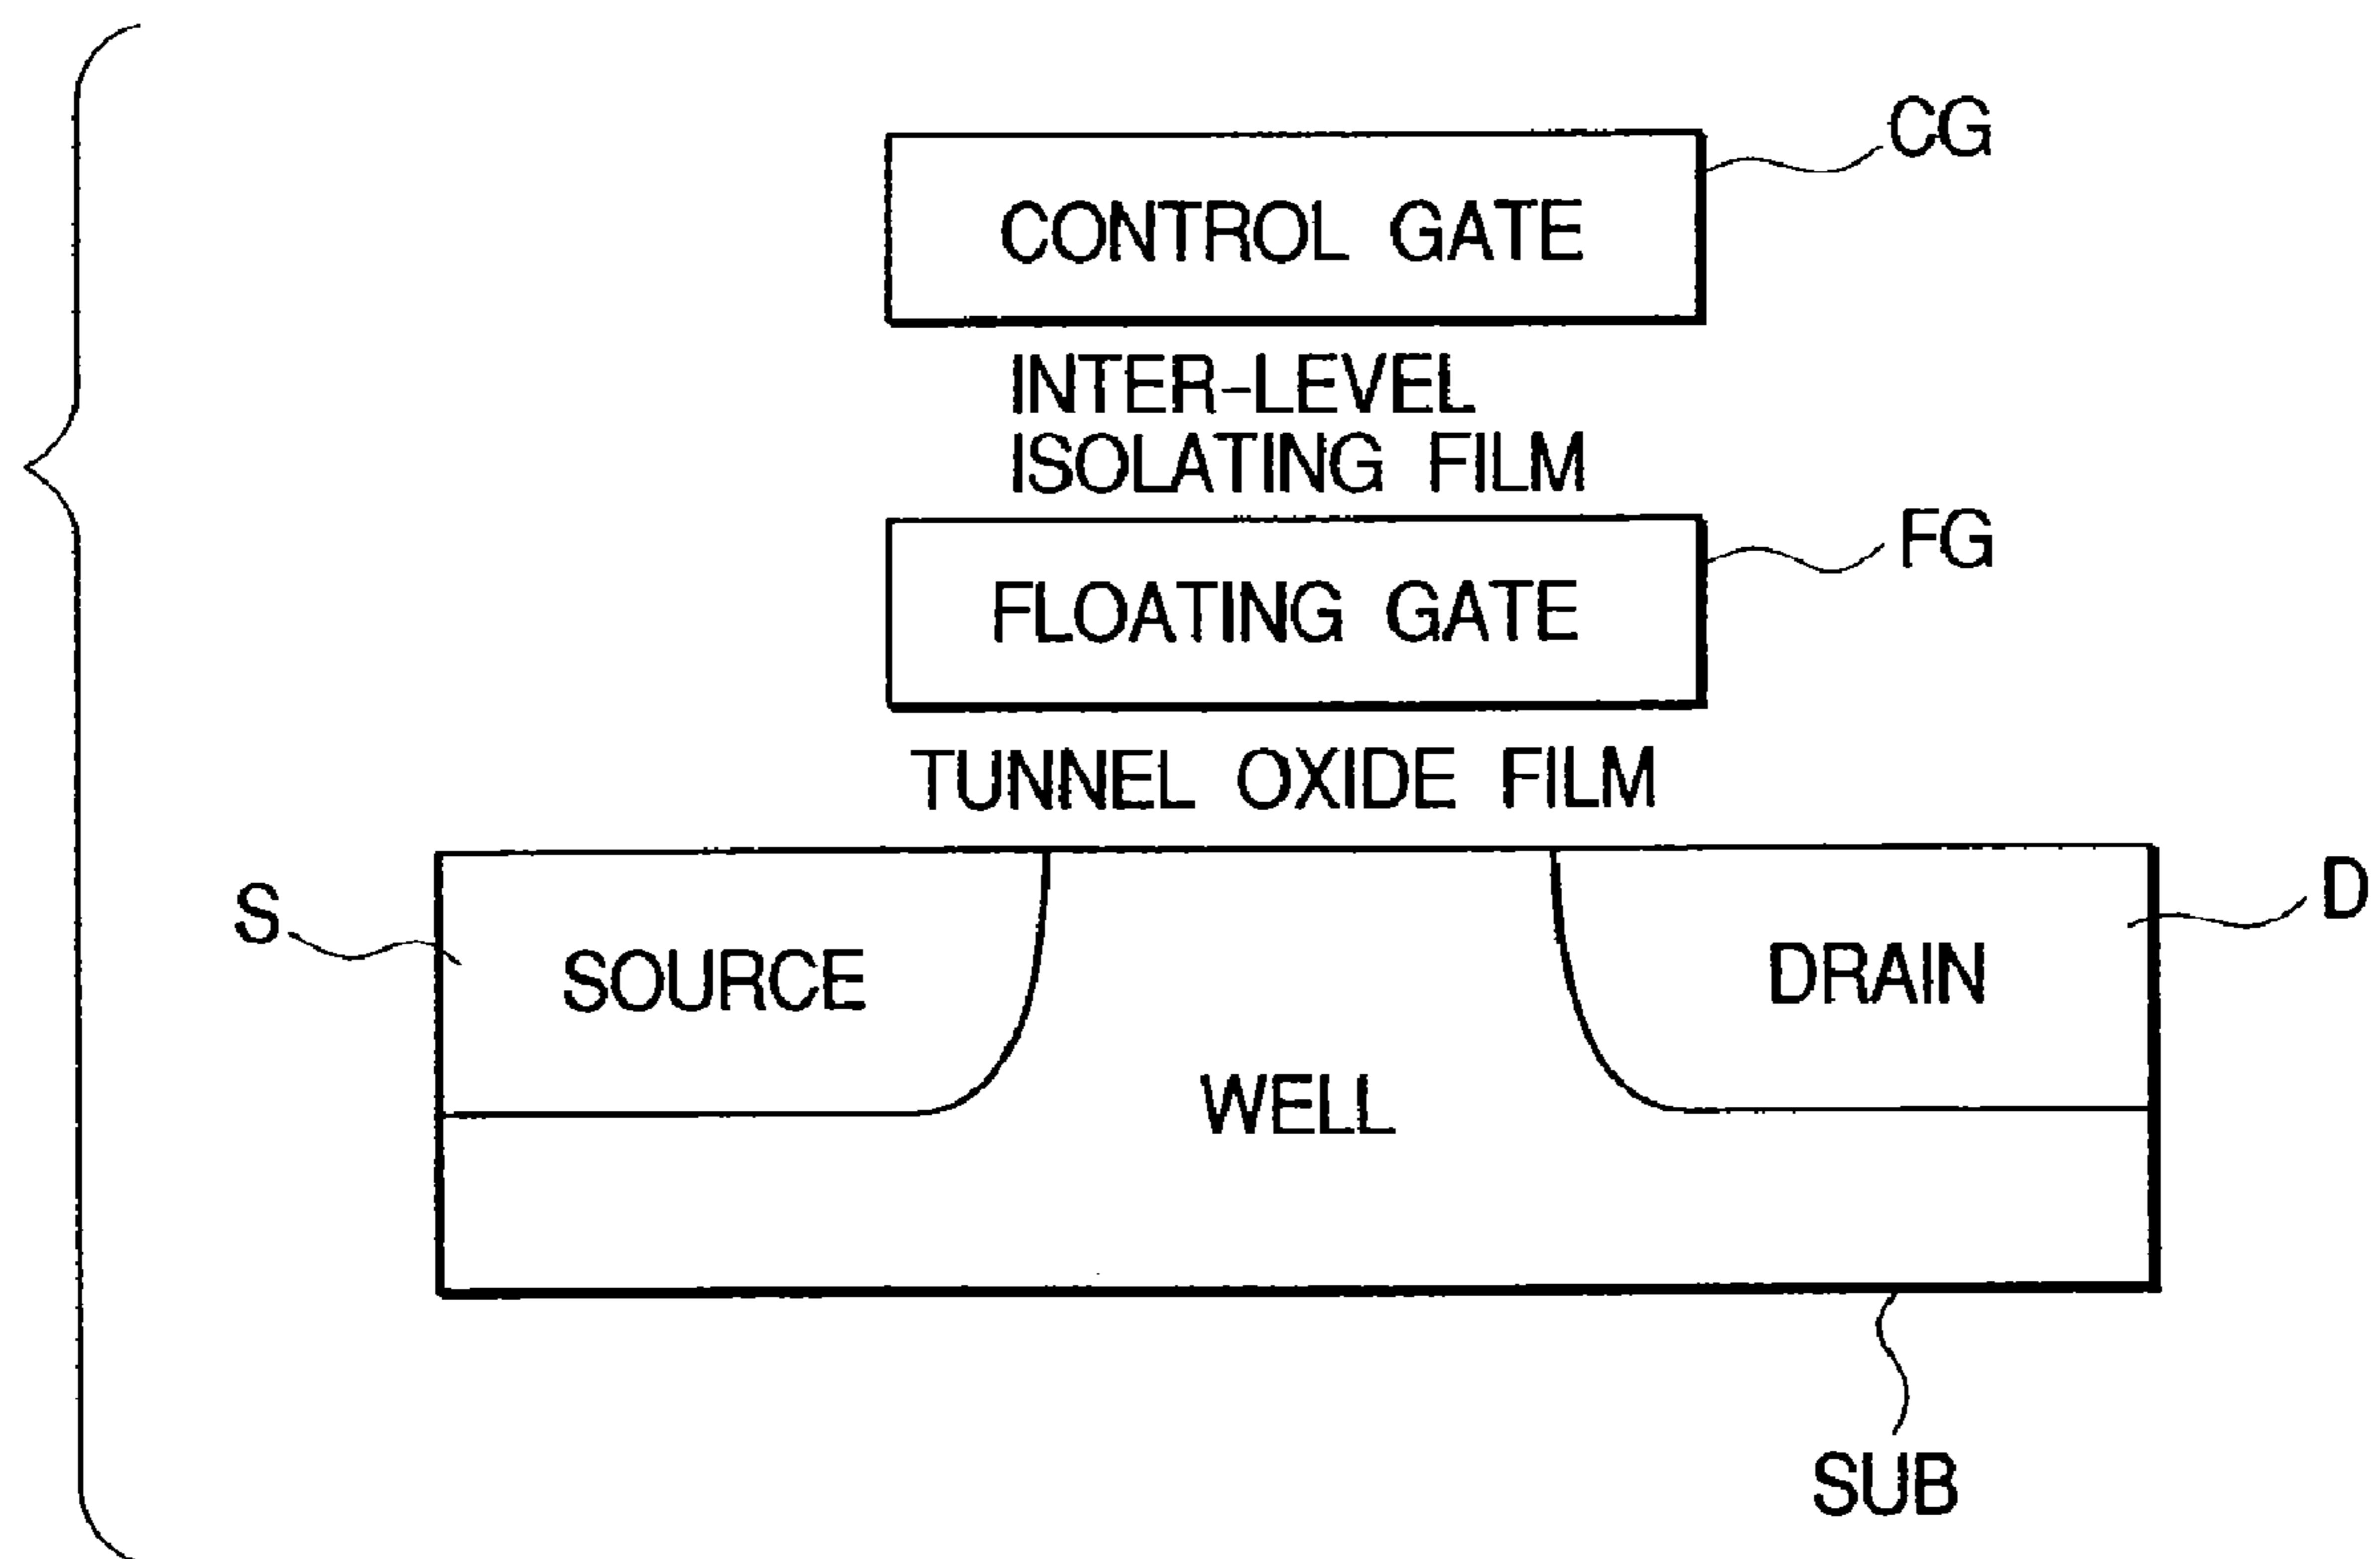 CG
CONTROL GATE
INTER-LEVEL
ISOLATING FILM
FG
FLOATING GATE
TUNNEL OXIDE FILM
S
SOURCE
DRAIN
D
WELL
SUB